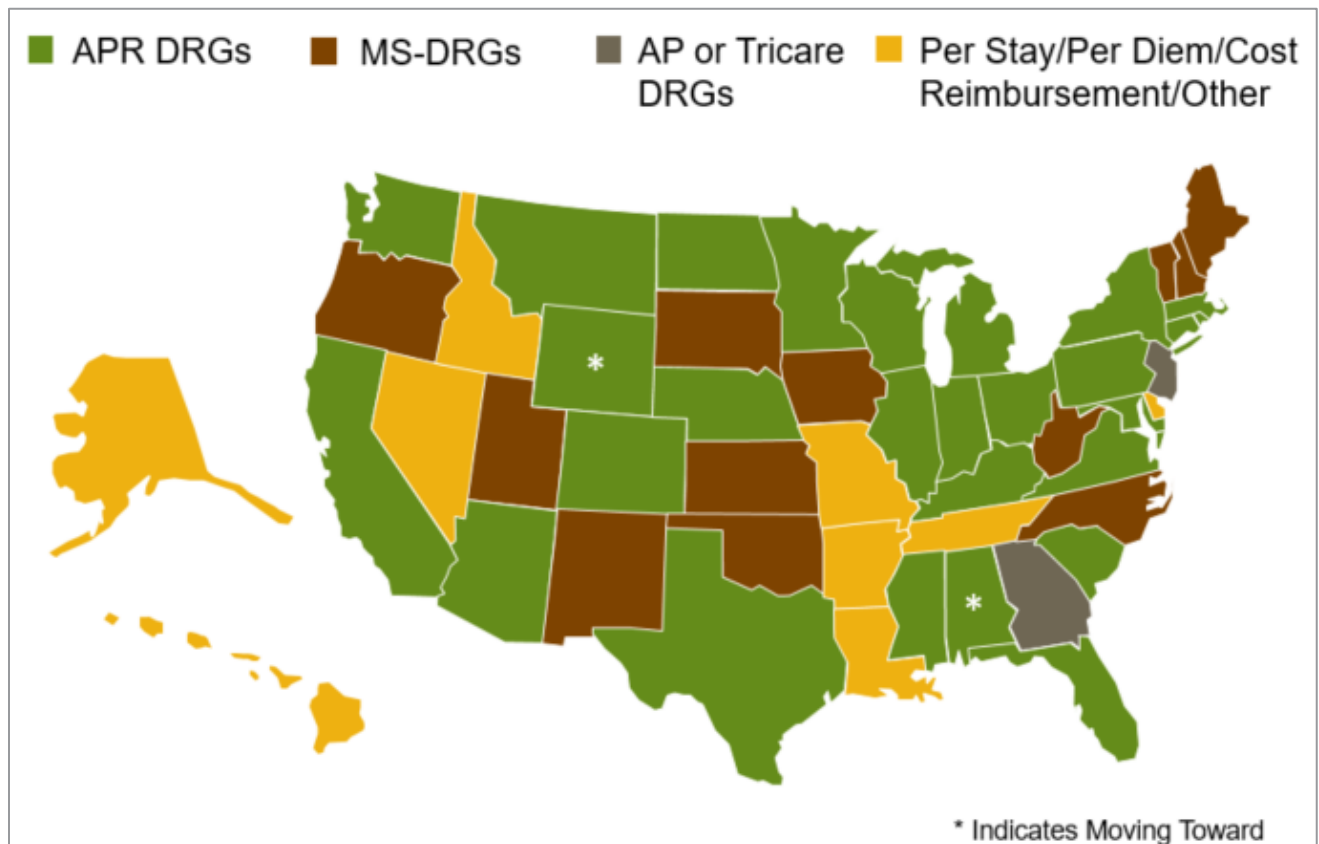 APR DRGs
MS-DRGs
AP or Tricare
DRGs
Per Stay/Per Diem/Cost
Reimbursement/Other
*
*
* Indicates Moving Toward